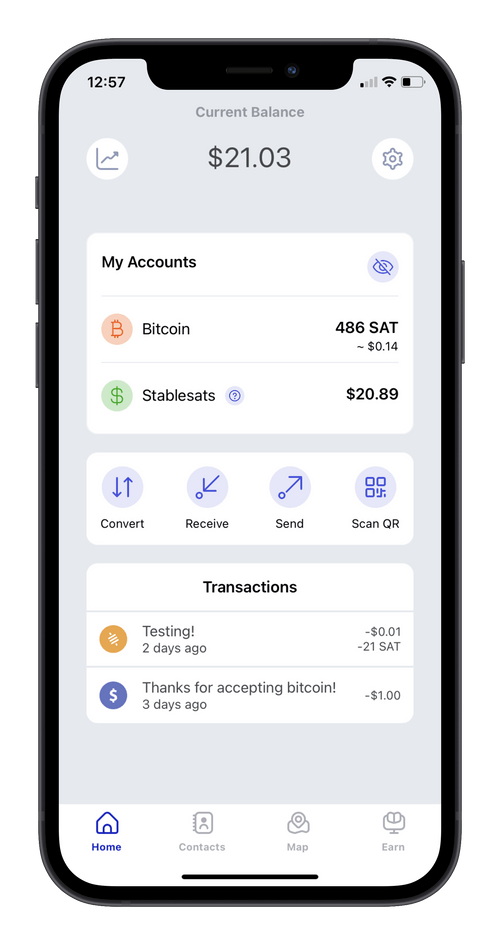 12:57
Current Balance
$21.03
My Accounts
Bitcoin
486 SAT
~ $0.14
Stablesats
$20.89
Convert
Receive
Send
Scan QR
Transactions
Testing!
-$0.01
2 days ago
-21 SAT
Thanks for accepting bitcoin!
-$1.00
3 days ago
Home
Contacts
Map
Earn